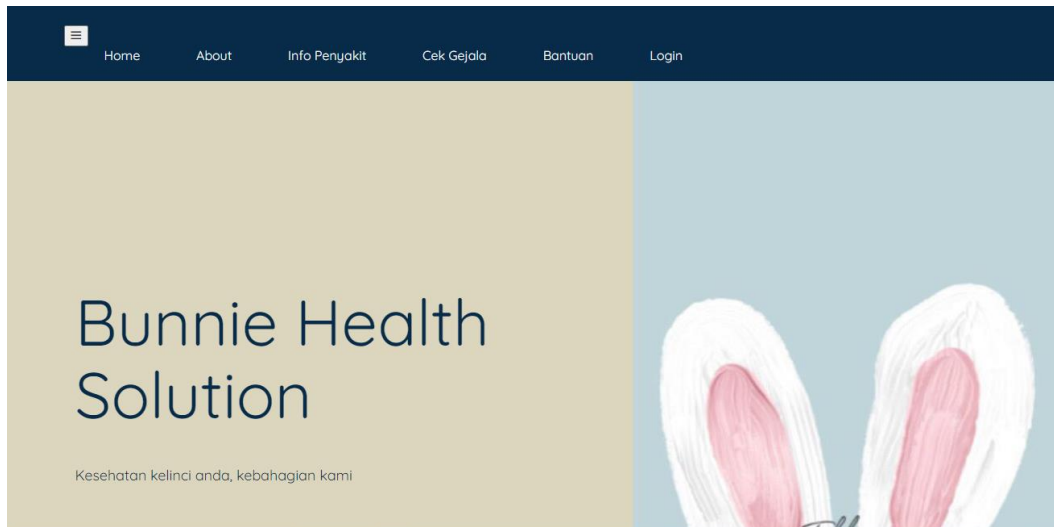 Home About Info Penyakit Cek Gejala Bantuan Login
Bunnie Health
Solution
Kesehatan kelinci anda, kebahagian kami